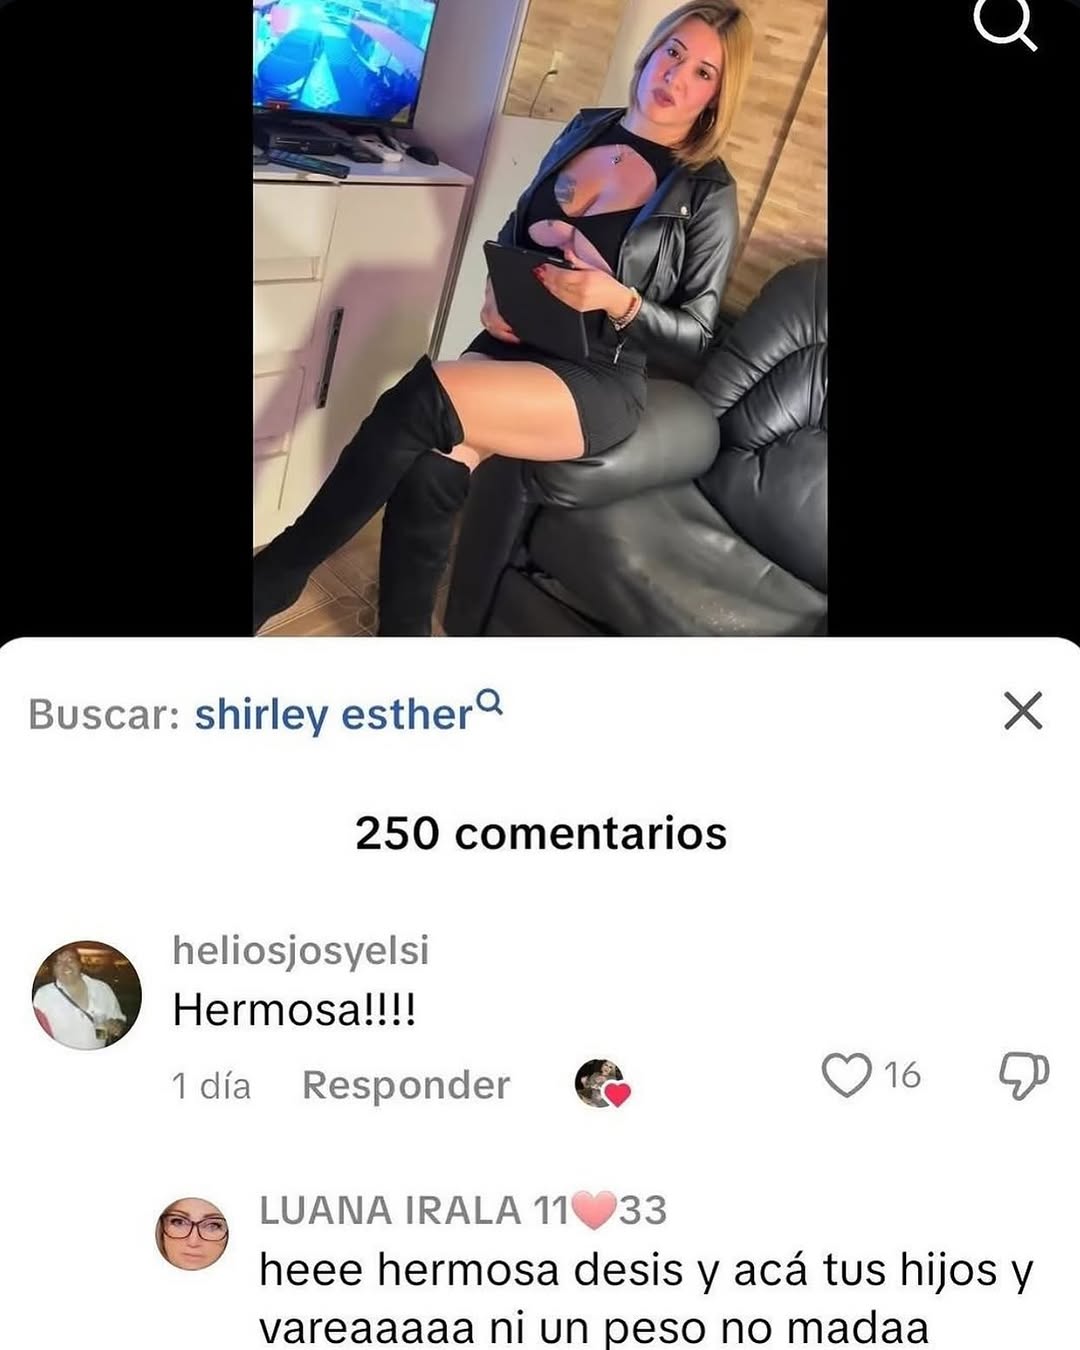 Buscar: shirley esther
250 comentarios
heliosjosyelsi
Hermosa!!!!
1 día Responder 16
LUANA IRALA 11🩷33
heee hermosa desis y acá tus hijos y
vareaaaaa ni un peso no madaa